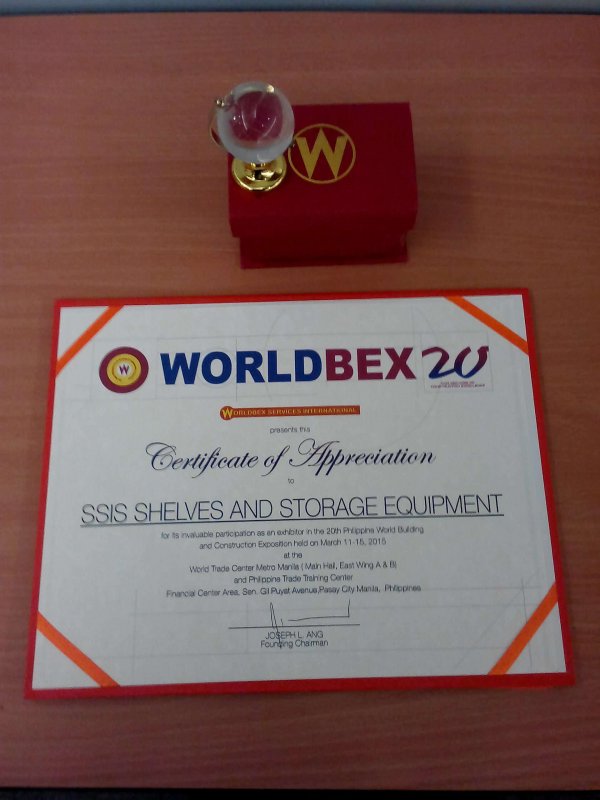 W
W
WORLDBEX 20
WORLDBEX SERVICES INTERNATIONAL
presents this
Certificate of Appreciation
to
SSIS SHELVES AND STORAGE EQUIPMENT
for its invaluable participation as an exhibitor in the 20th Philippine World Building
and Construction Exposition held on March 11-15, 2015
at the
World Trade Center Metro Manila ( Main Hall, East Wing A & B)
and Philippine Trade Training Center
Financial Center Area, Sen. Gil Puyat Avenue,Pasay City Manila, Philippines
JOSEPH L. ANG
Founding Chairman